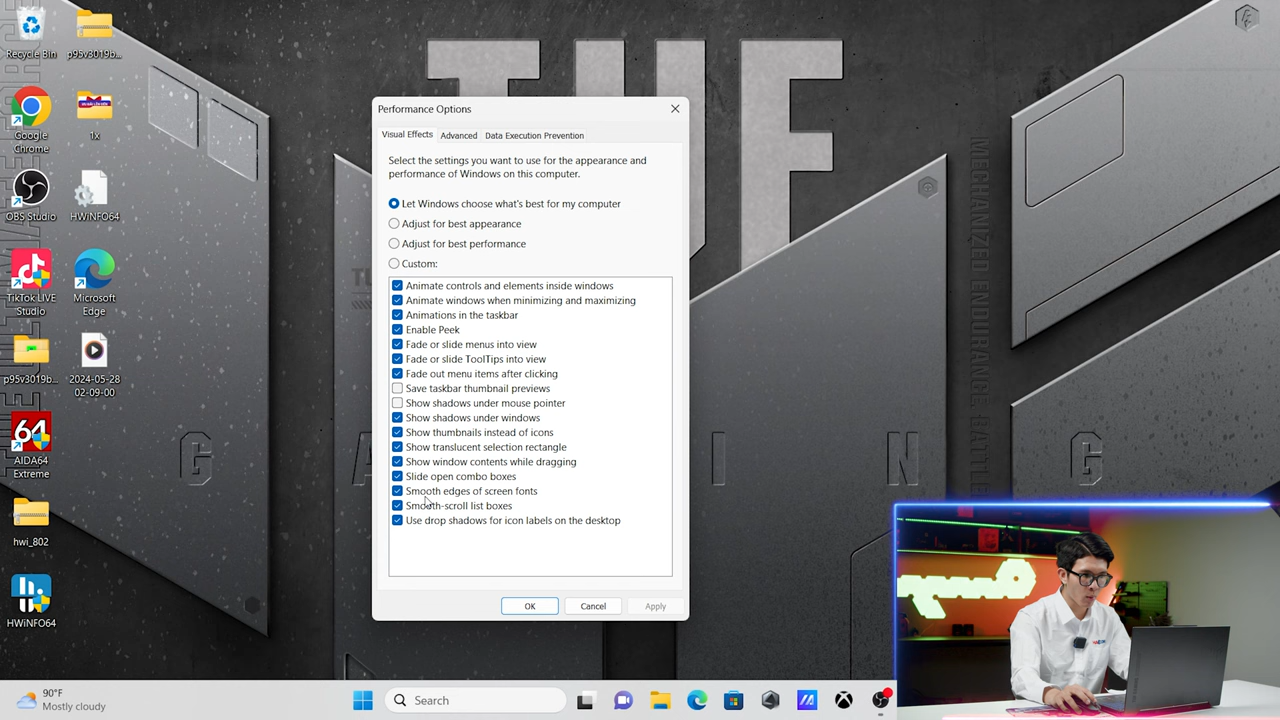 Recycle Bin
p95v3019b...
Google
Chrome
1x
OBS Studio
HWiNFO64
TikTok LIVE
Studio
Microsoft
Edge
p95v3019b...
2024-05-28
02-09-00
64
AIDA64
Extreme
hwi_802
HWiNFO64
TUF
G
A
I
N
G
MECHANIZED ENDURANCE BATTLE
Performance Options
Visual Effects
Advanced
Data Execution Prevention
Select the settings you want to use for the appearance and
performance of Windows on this computer.
Let Windows choose what's best for my computer
Adjust for best appearance
Adjust for best performance
Custom:
Animate controls and elements inside windows
Animate windows when minimizing and maximizing
Animations in the taskbar
Enable Peek
Fade or slide menus into view
Fade or slide ToolTips into view
Fade out menu items after clicking
Save taskbar thumbnail previews
Show shadows under mouse pointer
Show shadows under windows
Show thumbnails instead of icons
Show translucent selection rectangle
Show window contents while dragging
Slide open combo boxes
Smooth edges of screen fonts
Smooth-scroll list boxes
Use drop shadows for icon labels on the desktop
OK
Cancel
Apply
90°F
Mostly cloudy
Search